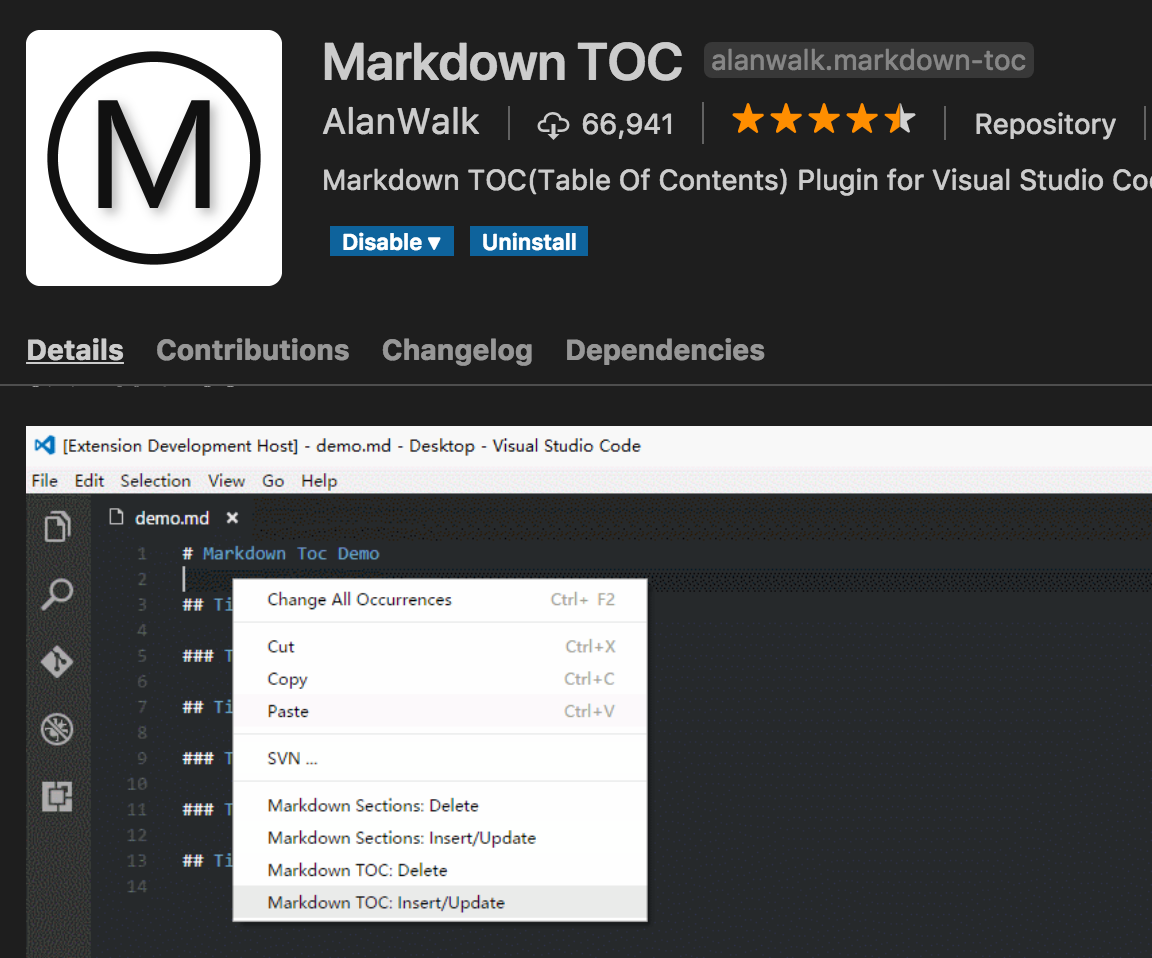 M
Markdown TOC alanwalk.markdown-toc
AlanWalk 66,941 Repository
Markdown TOC(Table Of Contents) Plugin for Visual Studio
Disable ▾ Uninstall
Details Contributions Changelog Dependencies
[Extension Development Host] - demo.md - Desktop - Visual Studio Code
File Edit Selection View Go Help
demo.md ×
1 # Markdown Toc Demo
2
3 ## Ti
4
5 ### T
6
7 ## Ti
8
9 ### T
10
11 ### T
12
13 ## Ti
14
Change All Occurrences Ctrl+ F2
Cut Ctrl+X
Copy Ctrl+C
Paste Ctrl+V
SVN ...
Markdown Sections: Delete
Markdown Sections: Insert/Update
Markdown TOC: Delete
Markdown TOC: Insert/Update